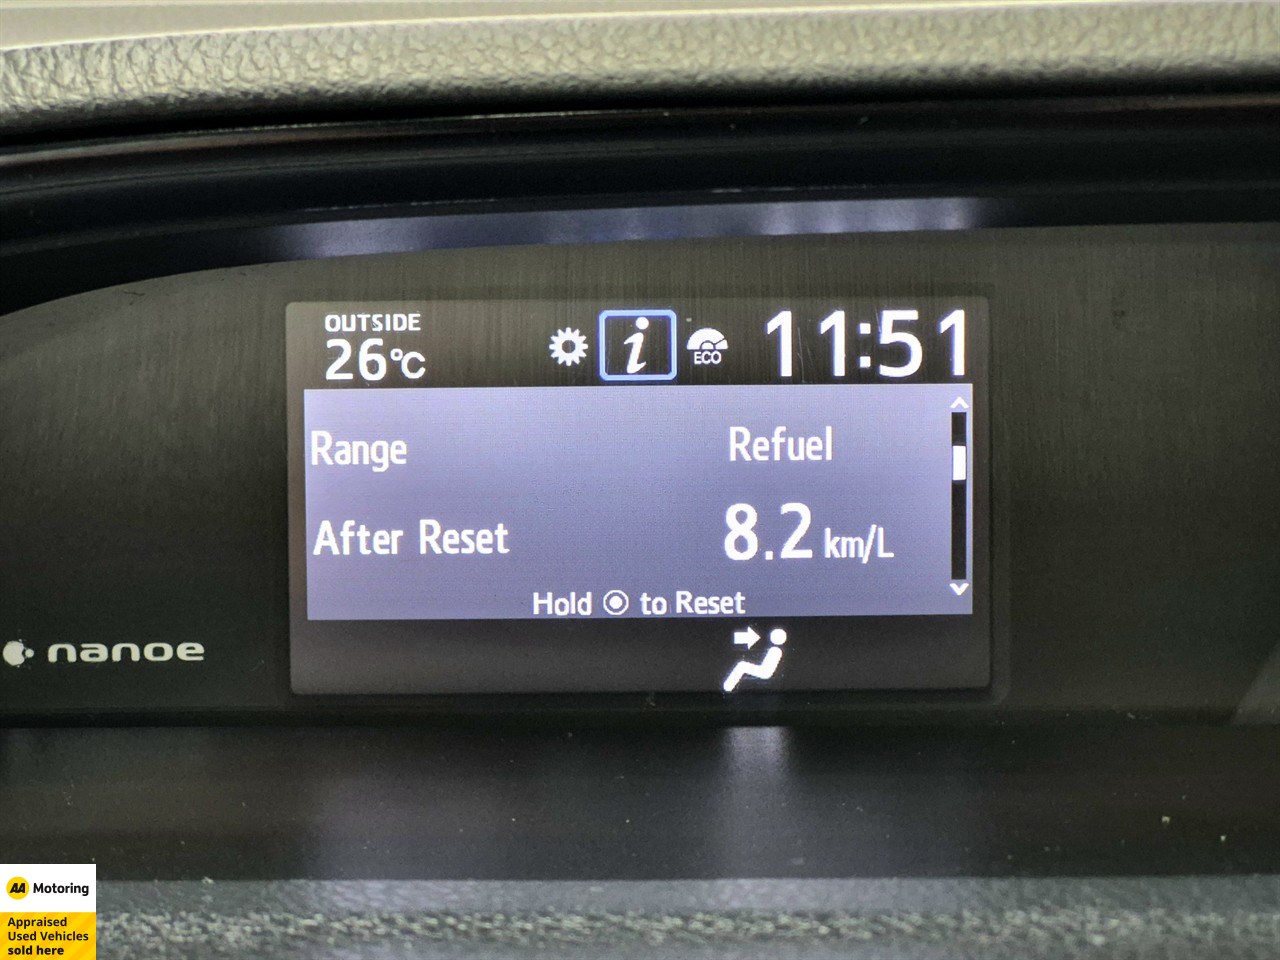 OUTSIDE
26°C
i
ECO
11:51
Range Refuel
After Reset 8.2 km/L
Hold to Reset
nanoe
AA Motoring
Appraised
Used Vehicles
sold here